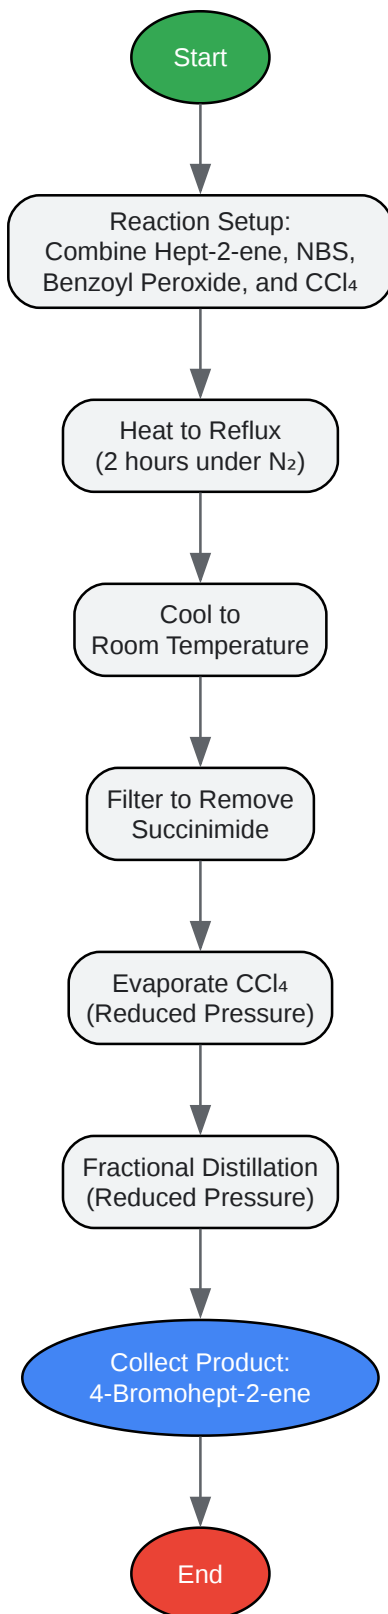 Start
Reaction Setup:
Combine Hept-2-ene, NBS,
Benzoyl Peroxide, and CCl₄
Heat to Reflux
(2 hours under N₂)
Cool to
Room Temperature
Filter to Remove
Succinimide
Evaporate CCl₄
(Reduced Pressure)
Fractional Distillation
(Reduced Pressure)
Collect Product:
4-Bromohept-2-ene
End